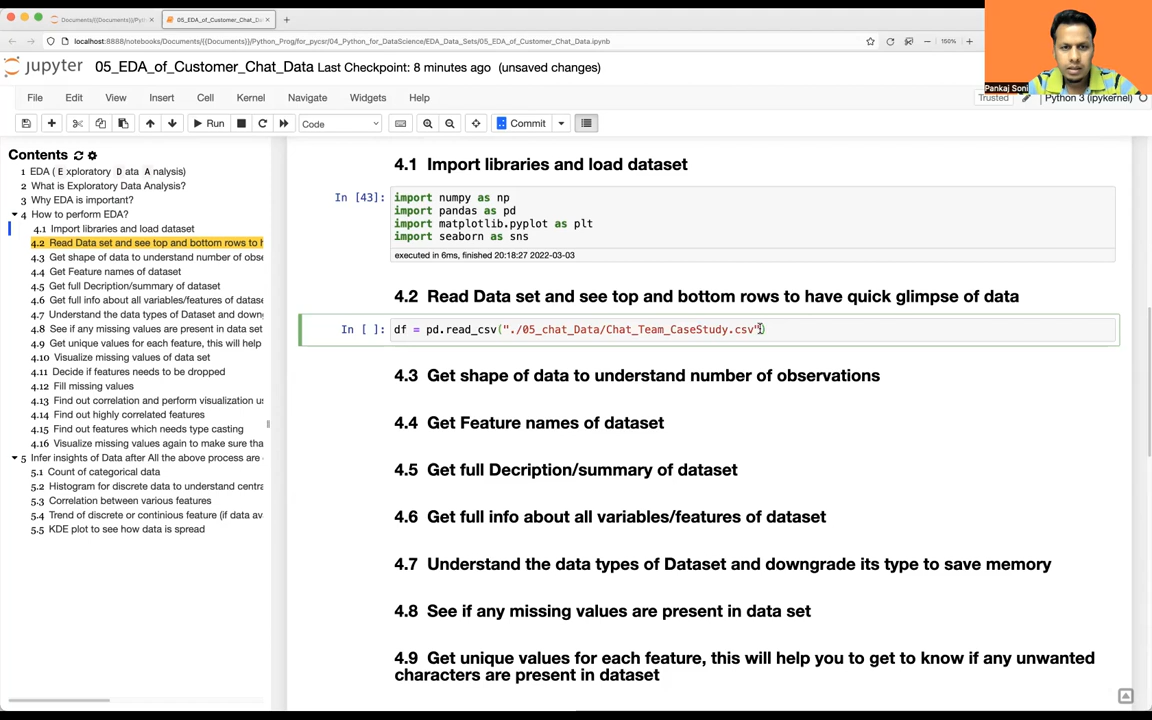 Documents/{{Documents}}/Pyt
05_EDA_of_Customer_Chat_Da
localhost:8888/notebooks/Documents/{{Documents}}/Python_Prog/for_pycsr/04_Python_for_DataScience/EDA_Data_Sets/05_EDA_of_Customer_Chat_Data.ipynb
150%
Pankaj Soni
jupyter 05_EDA_of_Customer_Chat_Data Last Checkpoint: 8 minutes ago (unsaved changes)
File Edit View Insert Cell Kernel Navigate Widgets Help
Trusted Python 3 (ipykernel)
Run Code Commit
Contents
1 EDA ( E xploratory D ata A nalysis)
2 What is Exploratory Data Analysis?
3 Why EDA is important?
4 How to perform EDA?
4.1 Import libraries and load dataset
4.2 Read Data set and see top and bottom rows to h
4.3 Get shape of data to understand number of obse
4.4 Get Feature names of dataset
4.5 Get full Decription/summary of dataset
4.6 Get full info about all variables/features of datase
4.7 Understand the data types of Dataset and down
4.8 See if any missing values are present in data set
4.9 Get unique values for each feature, this will help
4.10 Visualize missing values of data set
4.11 Decide if features needs to be dropped
4.12 Fill missing values
4.13 Find out correlation and perform visualization u
4.14 Find out highly correlated features
4.15 Find out features which needs type casting
4.16 Visualize missing values again to make sure tha
5 Infer insights of Data after All the above process are
5.1 Count of categorical data
5.2 Histogram for discrete data to understand centra
5.3 Correlation between various features
5.4 Trend of discrete or continious feature (if data av
5.5 KDE plot to see how data is spread
4.1 Import libraries and load dataset
In [43]: import numpy as np
import pandas as pd
import matplotlib.pyplot as plt
import seaborn as sns
executed in 6ms, finished 20:18:27 2022-03-03
4.2 Read Data set and see top and bottom rows to have quick glimpse of data
In [ ]: df = pd.read_csv("./05_chat_Data/Chat_Team_CaseStudy.csv")
4.3 Get shape of data to understand number of observations
4.4 Get Feature names of dataset
4.5 Get full Decription/summary of dataset
4.6 Get full info about all variables/features of dataset
4.7 Understand the data types of Dataset and downgrade its type to save memory
4.8 See if any missing values are present in data set
4.9 Get unique values for each feature, this will help you to get to know if any unwanted
characters are present in dataset